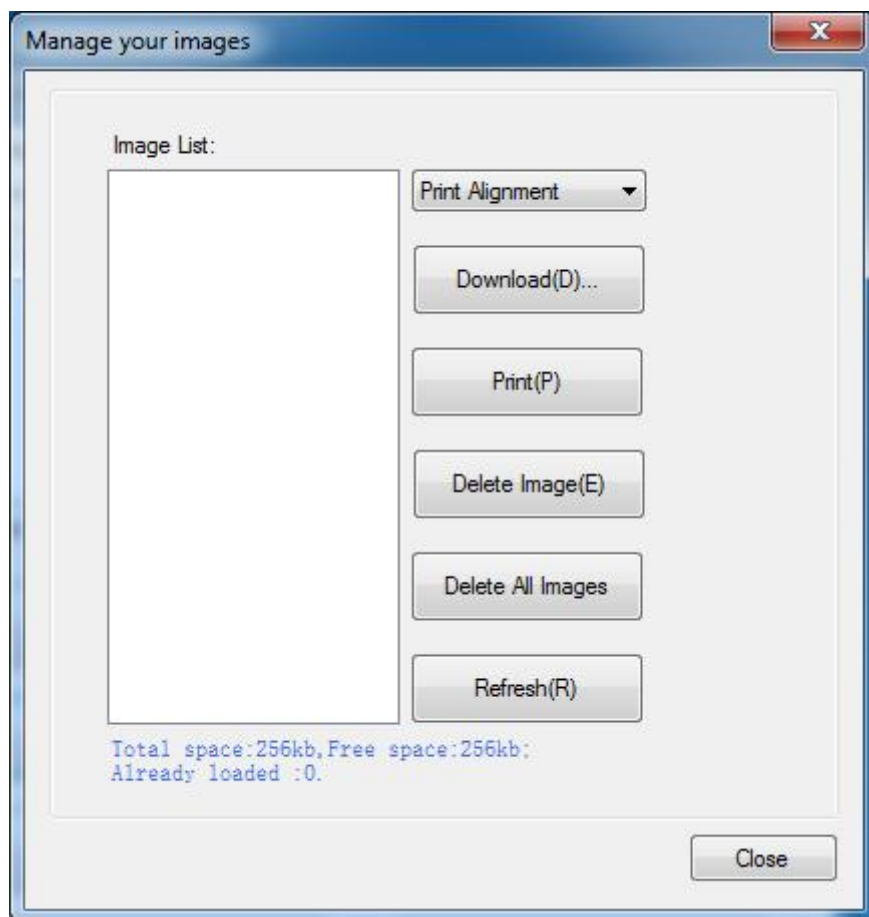 Manage your images
Image List:
Print Alignment
Download(D)...
Print(P)
Delete Image(E)
Delete All Images
Refresh(R)
Total space:256kb,Free space:256kb;
Already loaded :0.
Close